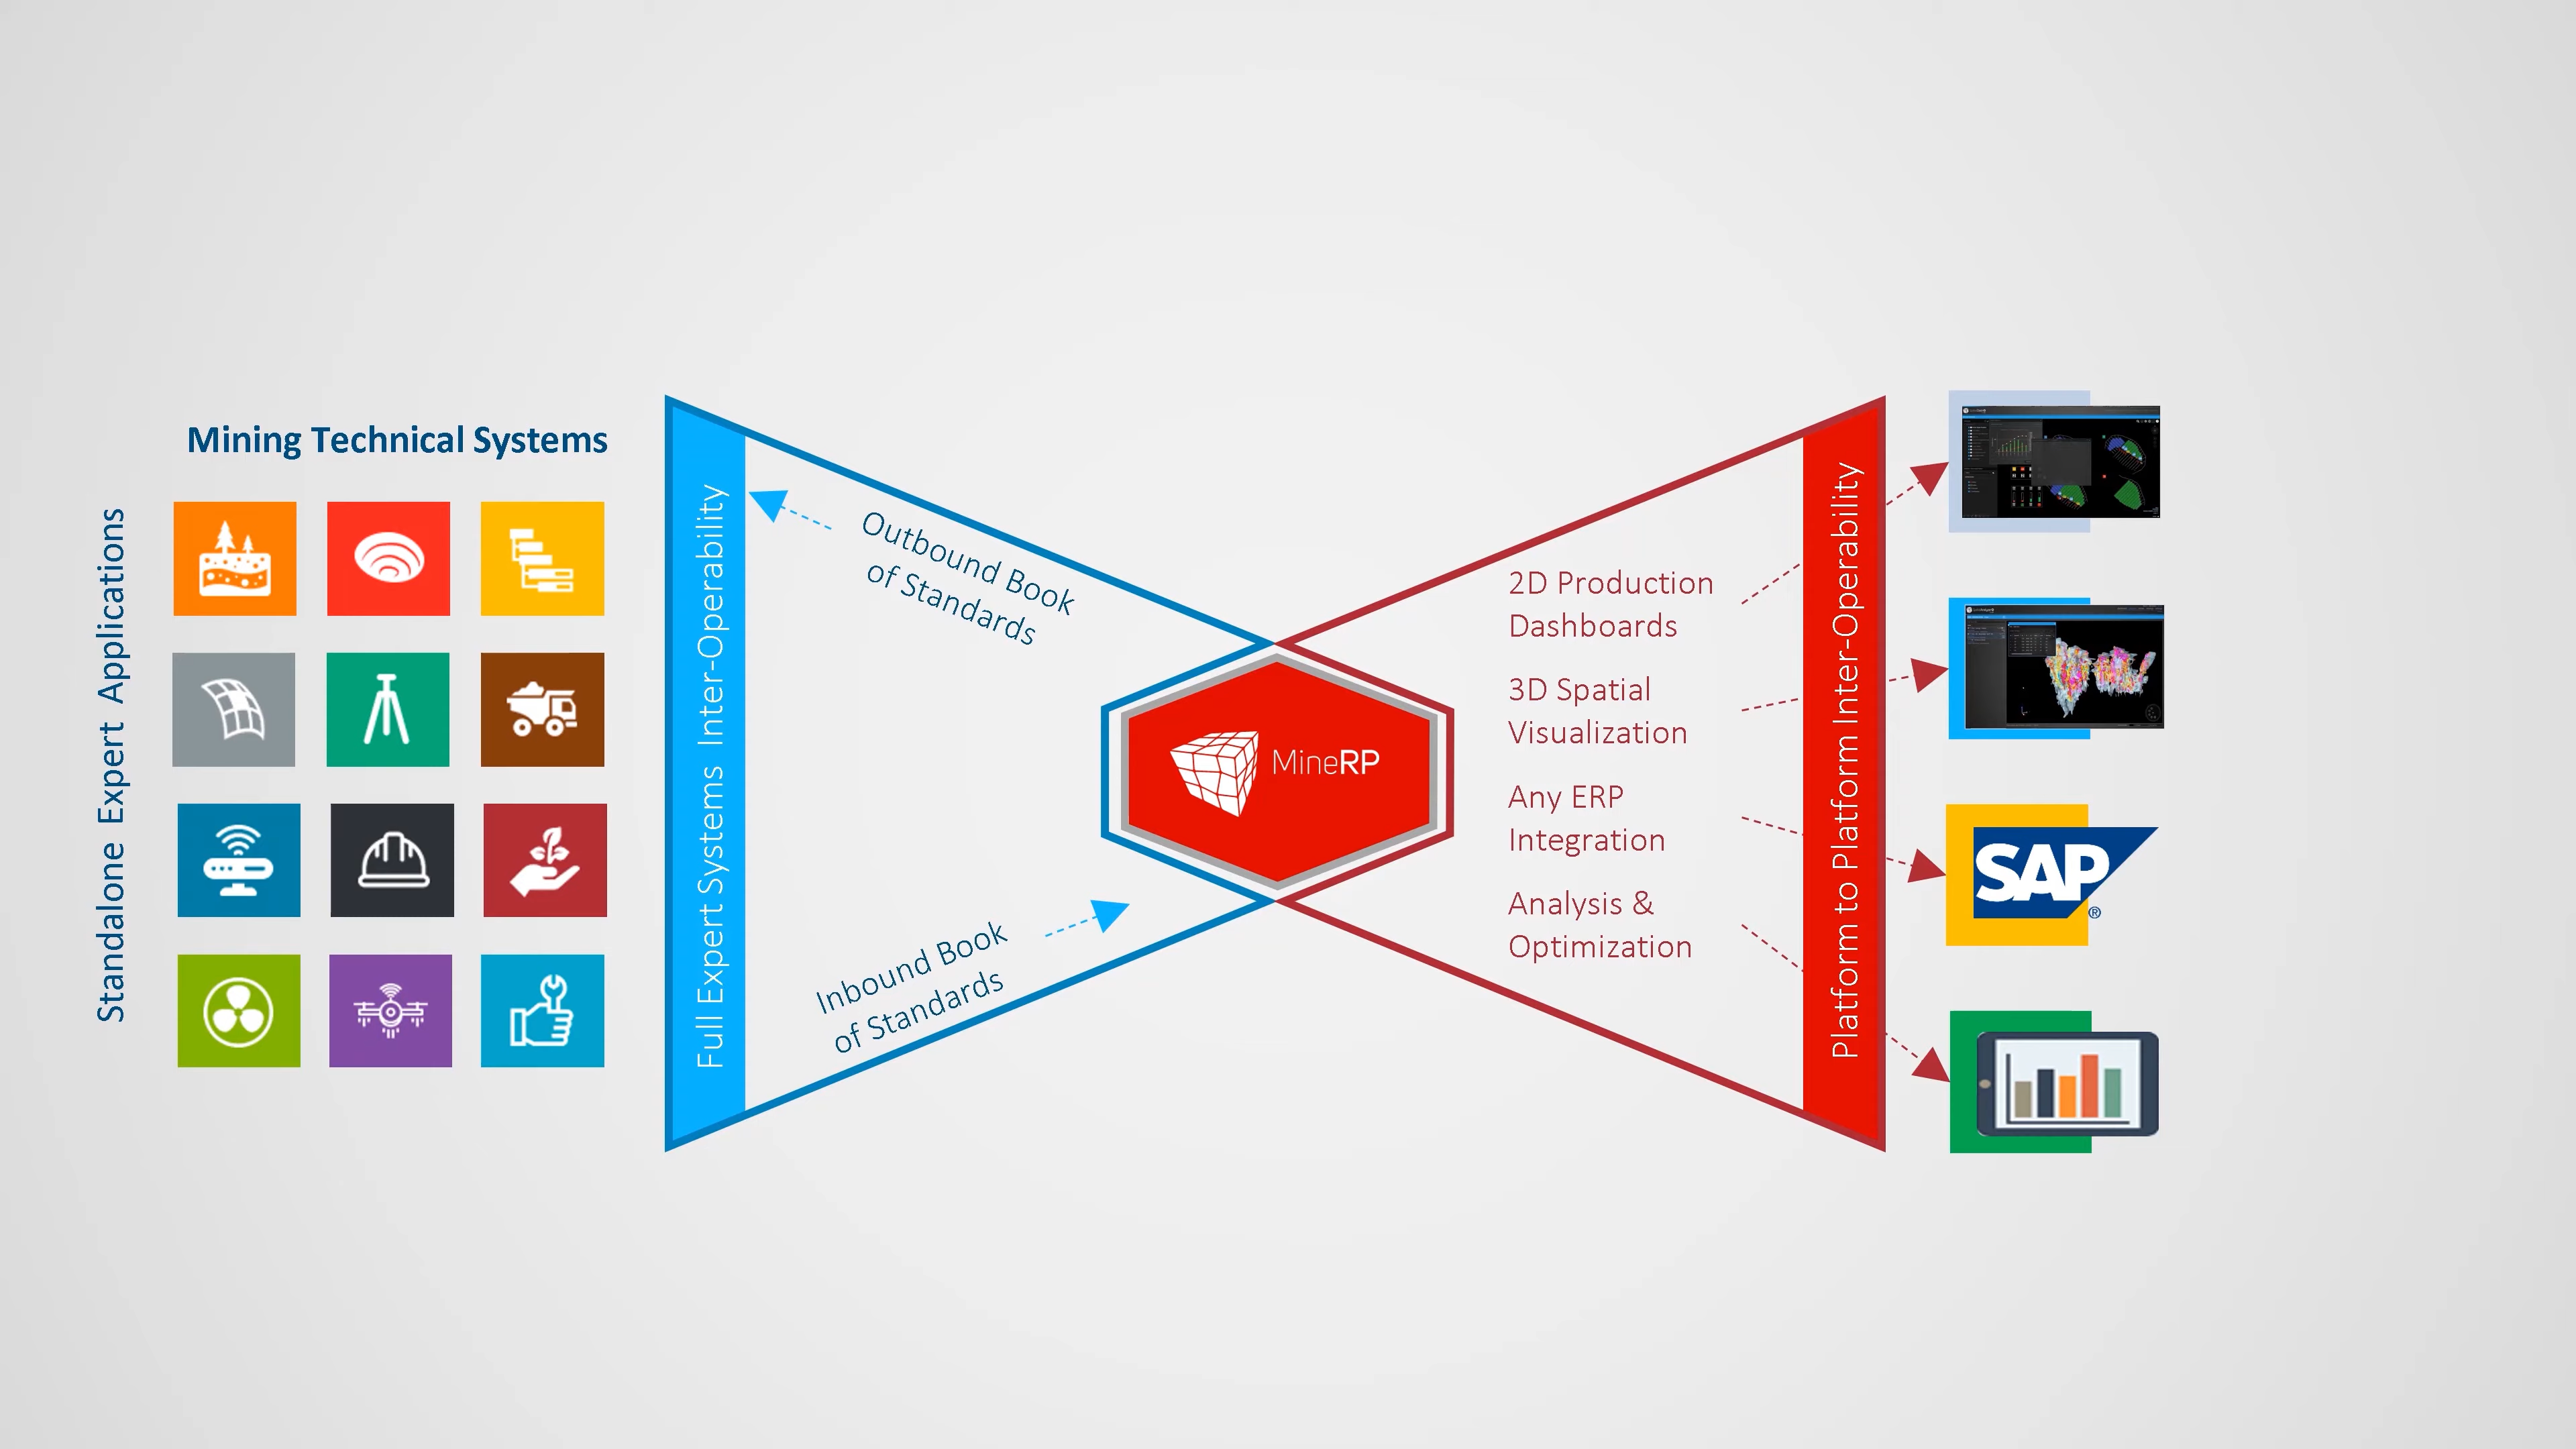 Mining Technical Systems
Standalone Expert Applications
Full Expert Systems Inter-Operability
Outbound Book
of Standards
Inbound Book
of Standards
MineRP
2D Production
Dashboards
3D Spatial
Visualization
Any ERP
Integration
Analysis &
Optimization
Platform to Platform Inter-Operability
SAP
®